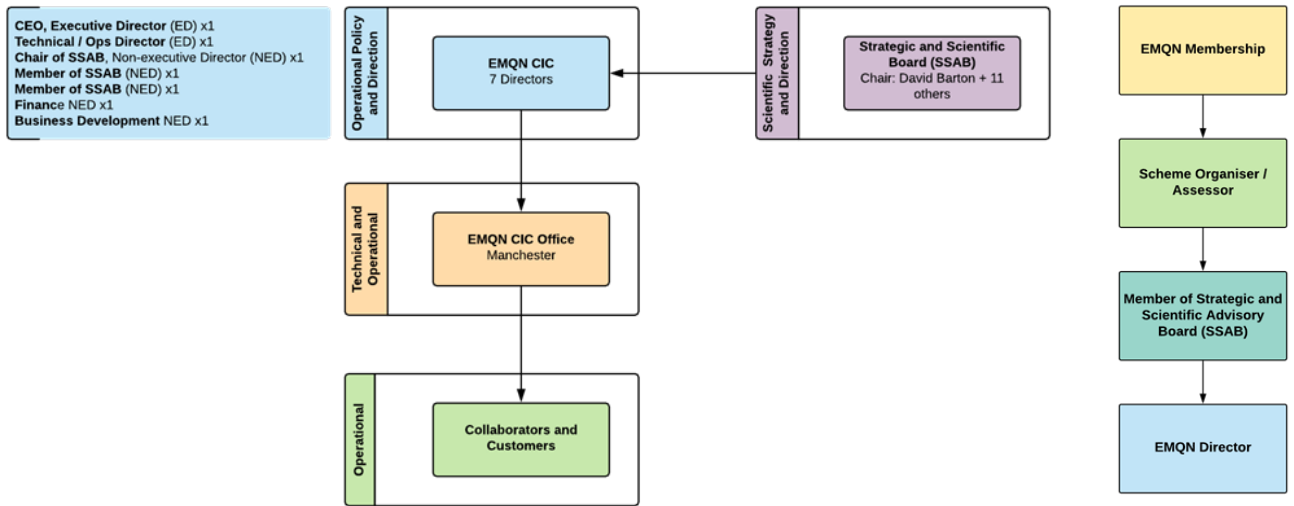 CEO, Executive Director (ED) x1
Technical / Ops Director (ED) x1
Chair of SSAB, Non-executive Director (NED) x1
Member of SSAB (NED) x1
Member of SSAB (NED) x1
Finance NED x1
Business Development NED x1
Operational Policy
and Direction
EMQN CIC
7 Directors
Scientific Strategy
and Direction
Strategic and Scientific
Board (SSAB)
Chair: David Barton + 11
others
Technical and
Operational
EMQN CIC Office
Manchester
Operational
Collaborators and
Customers
EMQN Membership
Scheme Organiser /
Assessor
Member of Strategic and
Scientific Advisory
Board (SSAB)
EMQN Director